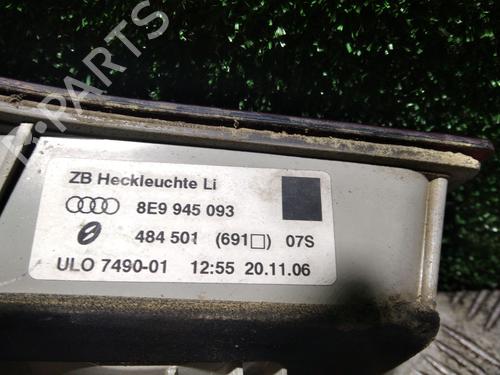 ZB Heckleuchte Li
8E9 945 093
484 501 (691□) 07S
ULO 7490-01 12:55 20.11.06
B-PARTS